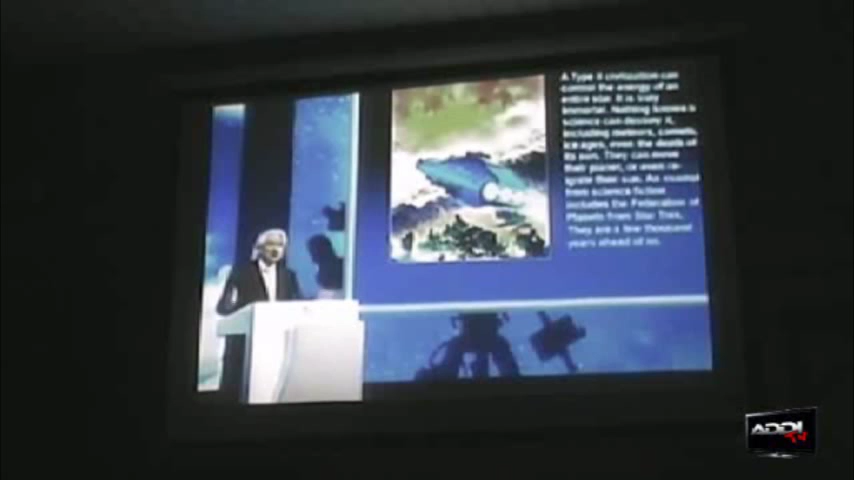 A Type II civilization can
control the energy of an
entire star. It is truly
immortal. Nothing known to
science can destroy it,
including meteors, comets,
ice ages, even the death of
its sun. They can move
their planet, or even re-
ignite their sun. An example
from science fiction
includes the Federation of
Planets from Star Trek.
They are a few thousand
years ahead of us.
ADDI
TV